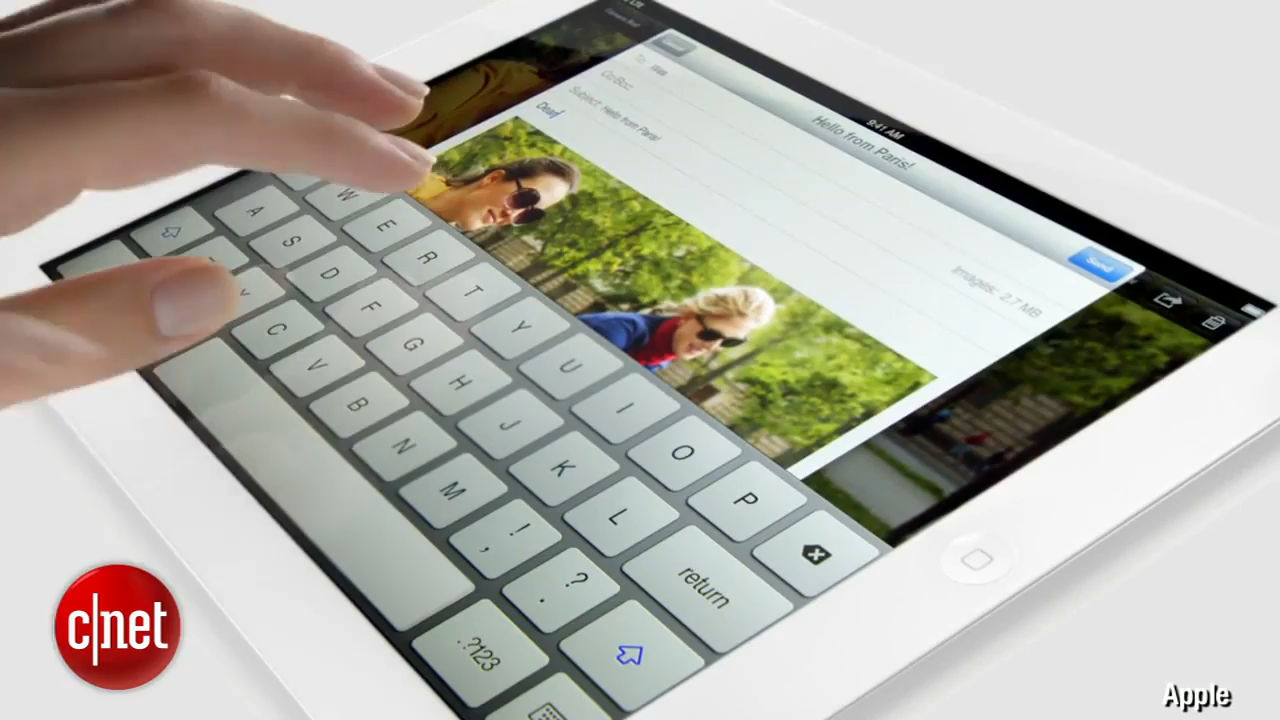 9:41 AM
Hello from Paris!
Send
To:
Cc/Bcc:
Subject: Hello from Paris!
Images: 2.7 MB
Dear
W E R T Y U I O P
A S D F G H J K L
return
C V B N M ! , ? .
.?123
c|net
Apple